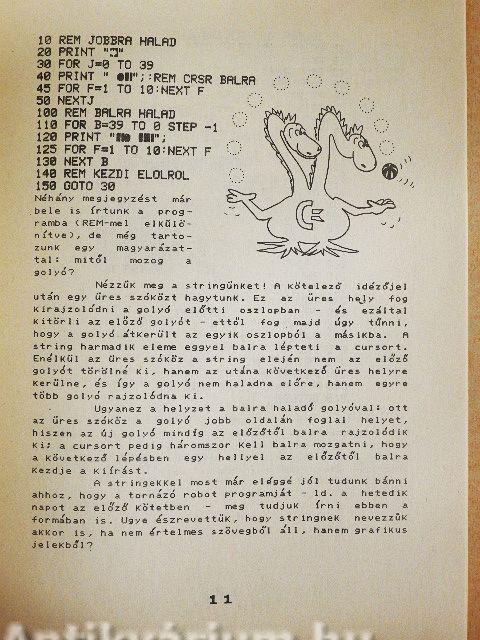 10 REM JOBBRA HALAD
20 PRINT "
30 FOR J=0 TO 39
40 PRINT " ●▮▮";:REM CRSR BALRA
45 FOR F=1 TO 10:NEXT F
50 NEXTJ
100 REM BALRA HALAD
110 FOR B=39 TO 0 STEP -1
120 PRINT "
125 FOR F=1 TO 10:NEXT F
130 NEXT B
140 REM KEZDI ELOLROL
150 GOTO 30
Néhány megjegyzést már
bele is írtunk a prog-
ramba (REM-mel elkülö-
nítve), de még tarto-
zunk egy magyarázat-
tal: mitől mozog a
golyó?
Nézzük meg a stringünket! A kötelező idézőjel
után egy üres szóközt hagytunk. Ez az üres hely fog
kirajzolódni a golyó előtti oszlopban - és ezáltal
kitörli az előző golyót - ettől fog majd úgy tűnni,
hogy a golyó átkerült az egyik oszlopból a másikba. A
string harmadik eleme eggyel balra lépteti a cursort.
Enélkül az üres szóköz a string elején nem az előző
golyót törölné ki, hanem az utána következő üres helyre
kerülne, és így a golyó nem haladna előre, hanem egyre
több golyó rajzolódna ki.
Ugyanez a helyzet a balra haladó golyóval: ott
az üres szóköz a golyó jobb oldalán foglal helyet,
hiszen az új golyó mindig az előzőtől balra rajzolódik
ki; a cursort pedig háromszor kell balra mozgatni, hogy
a következő lépésben egy hellyel az előzőtől balra
kezdje a kiírást.
A stringekkel most már eléggé jól tudunk bánni
ahhoz, hogy a tornázó robot programját - ld. a hetedik
napot az előző kötetben - meg tudjuk írni ebben a
formában is. Ugye észrevettük, hogy stringnek nevezzük
akkor is, ha nem értelmes szövegből áll, hanem grafikus
jelekből?
11
Antikvárium.hu